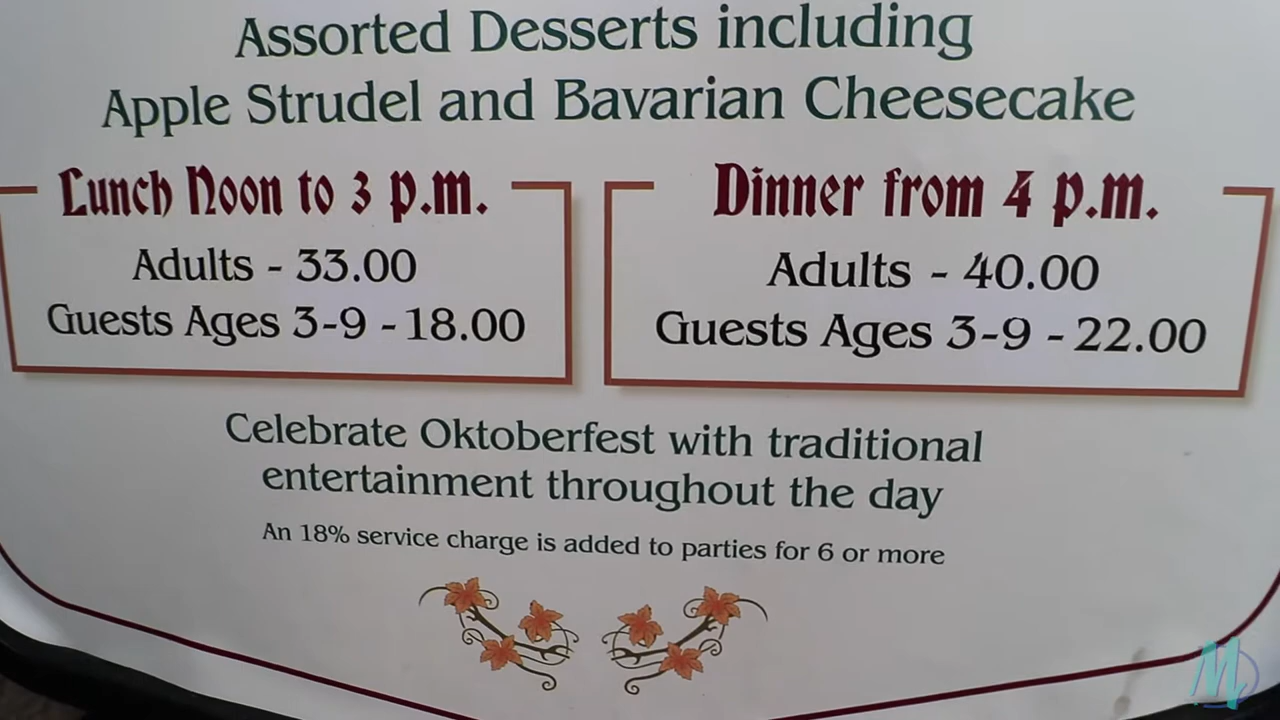 Assorted Desserts including
Apple Strudel and Bavarian Cheesecake
Lunch Noon to 3 p.m.
Adults - 33.00
Guests Ages 3-9 - 18.00
Dinner from 4 p.m.
Adults - 40.00
Guests Ages 3-9 - 22.00
Celebrate Oktoberfest with traditional
entertainment throughout the day
An 18% service charge is added to parties for 6 or more
M